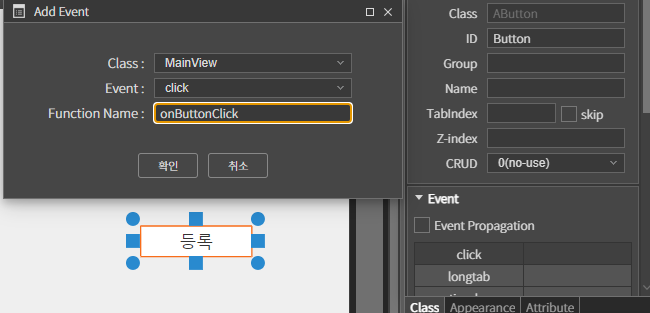 Add Event
Class : MainView
Event : click
Function Name : onButtonClick
확인 취소
등록
Class AButton
ID Button
Group
Name
TabIndex skip
Z-index
CRUD 0(no-use)
Event
Event Propagation
click
longtab
Class Appearance Attribute